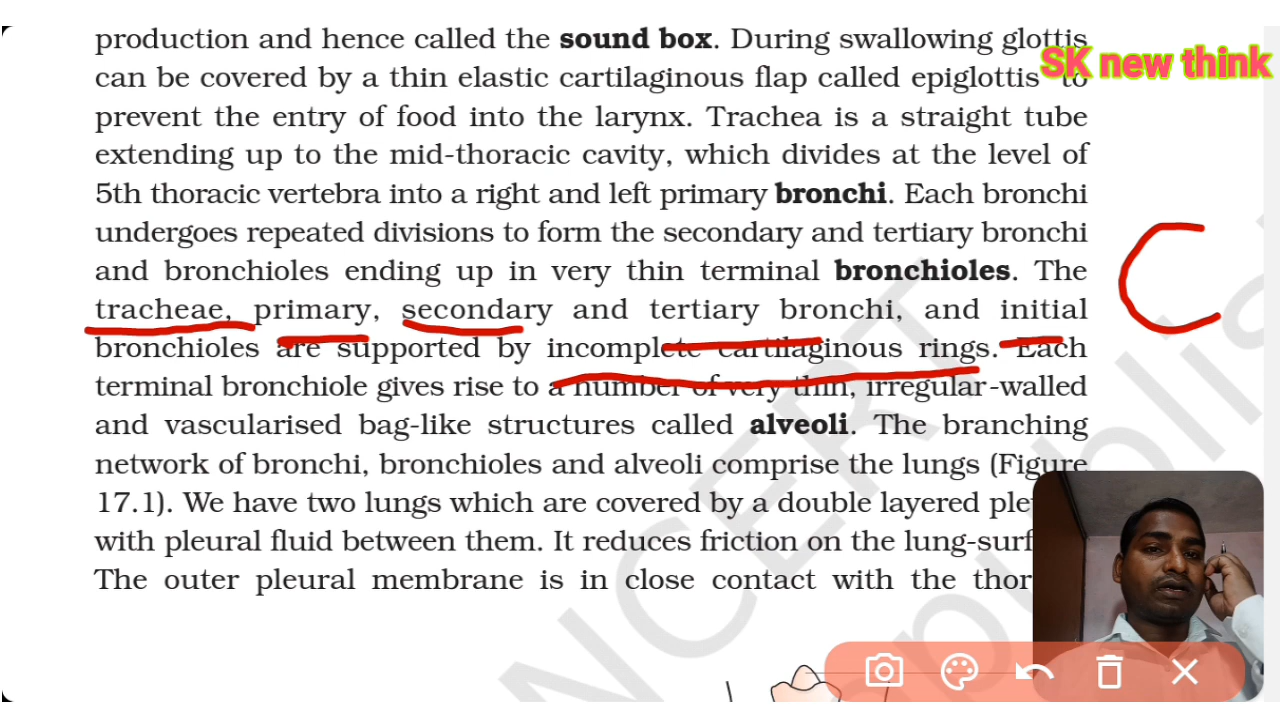 production and hence called the sound box. During swallowing glottis
SK new think
can be covered by a thin elastic cartilaginous flap called epiglottis to
prevent the entry of food into the larynx. Trachea is a straight tube
extending up to the mid-thoracic cavity, which divides at the level of
5th thoracic vertebra into a right and left primary bronchi. Each bronchi
undergoes repeated divisions to form the secondary and tertiary bronchi
and bronchioles ending up in very thin terminal bronchioles. The
tracheae, primary, secondary and tertiary bronchi, and initial
bronchioles are supported by incomplete cartilaginous rings. Each
terminal bronchiole gives rise to a number of very thin, irregular-walled
and vascularised bag-like structures called alveoli. The branching
network of bronchi, bronchioles and alveoli comprise the lungs (Figure
17.1). We have two lungs which are covered by a double layered ple
with pleural fluid between them. It reduces friction on the lung-surf
The outer pleural membrane is in close contact with the thor
C
NCERT